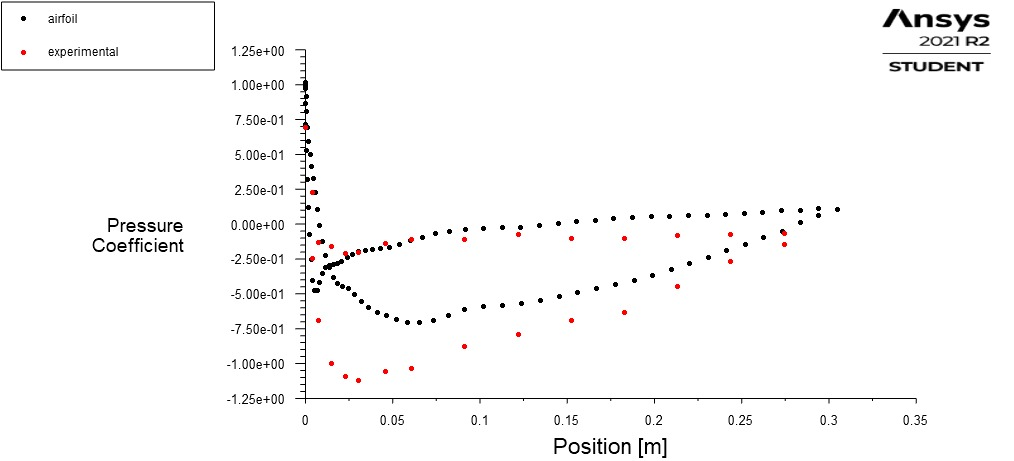 airfoil
experimental
Ansys
2021 R2
STUDENT
1.25e+00
1.00e+00
7.50e-01
5.00e-01
2.50e-01
0.00e+00
-2.50e-01
-5.00e-01
-7.50e-01
-1.00e+00
-1.25e+00
Pressure
Coefficient
0 0.05 0.1 0.15 0.2 0.25 0.3 0.35
Position [m]